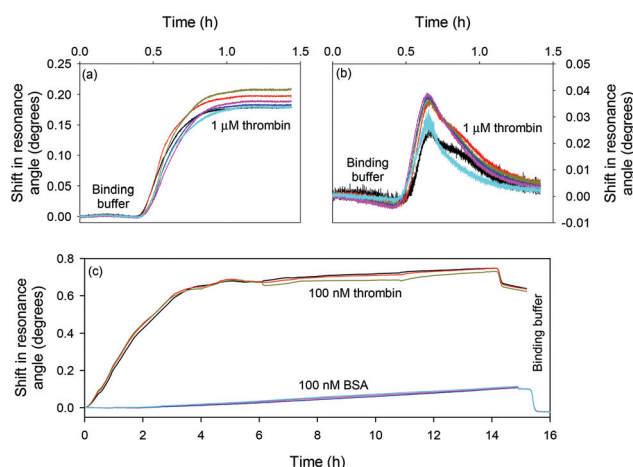 Time (h)
Time (h)
0.0 0.5 1.0 1.5
0.0 0.5 1.0 1.5
0.25
0.20
0.15
0.10
0.05
0.00
Shift in resonance
angle (degrees)
(a)
1 μM thrombin
Binding
buffer
(b)
1 μM thrombin
Binding
buffer
0.05
0.04
0.03
0.02
0.01
0.00
-0.01
Shift in resonance
angle (degrees)
0.8
0.6
0.4
0.2
0.0
Shift in resonance
angle (degrees)
(c)
100 nM thrombin
100 nM BSA
Binding buffer
0 2 4 6 8 10 12 14 16
Time (h)